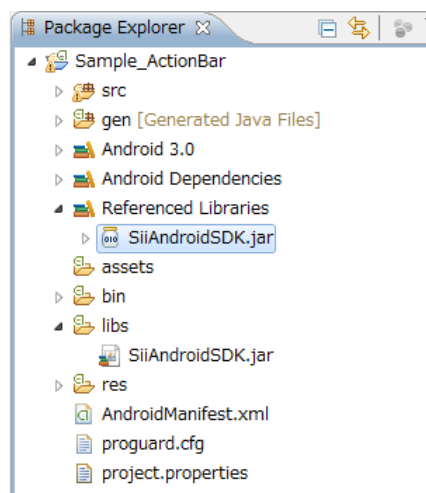 Package Explorer
Sample_ActionBar
src
gen [Generated Java Files]
Android 3.0
Android Dependencies
Referenced Libraries
SiiAndroidSDK.jar
assets
bin
libs
SiiAndroidSDK.jar
res
AndroidManifest.xml
proguard.cfg
project.properties